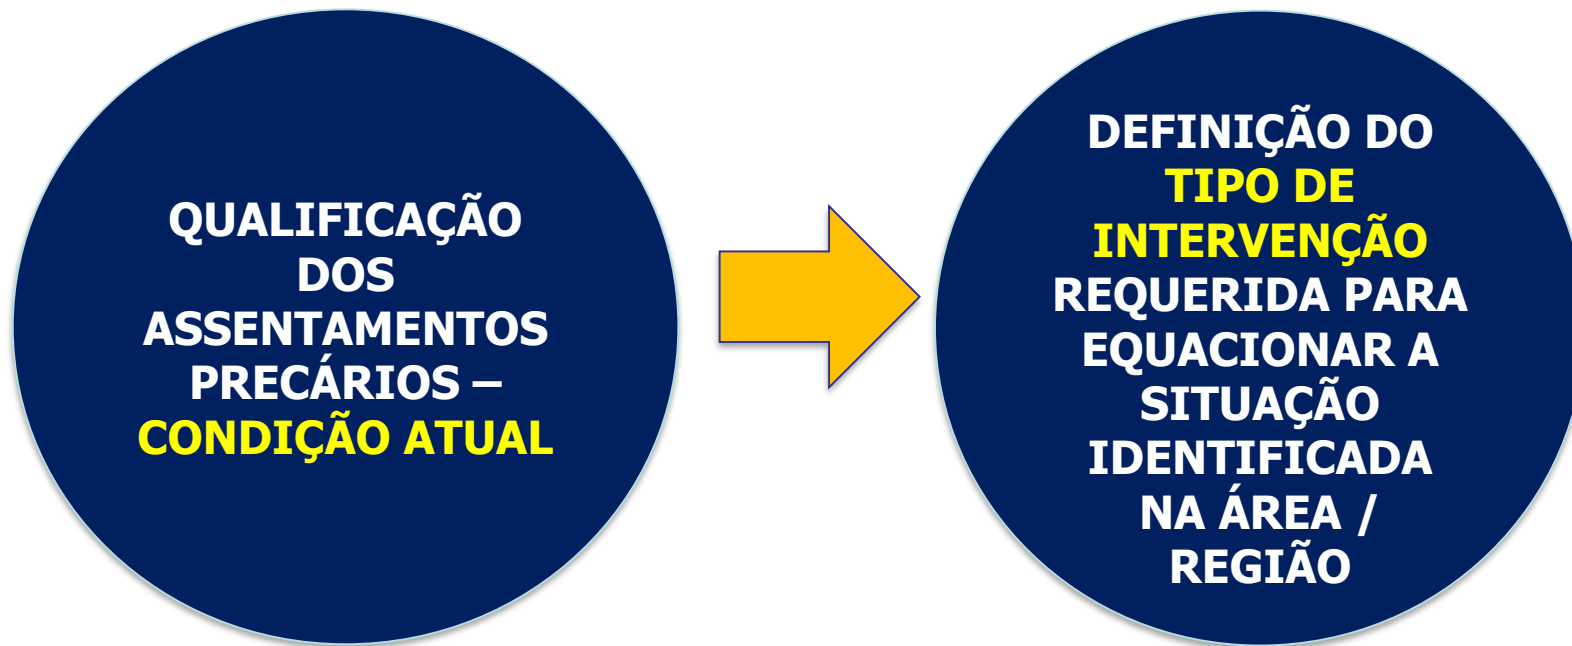 QUALIFICAÇÃO
DOS
ASSENTAMENTOS
PRECÁRIOS –
CONDIÇÃO ATUAL
DEFINIÇÃO DO
TIPO DE
INTERVENÇÃO
REQUERIDA PARA
EQUACIONAR A
SITUAÇÃO
IDENTIFICADA
NA ÁREA /
REGIÃO